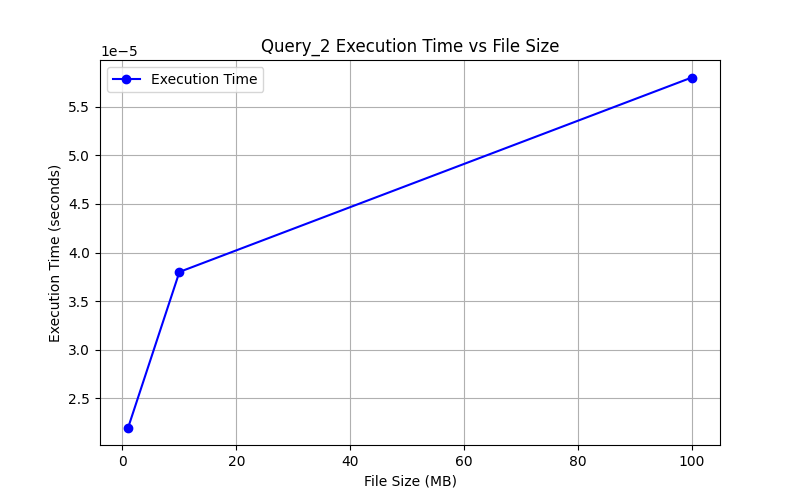 Query_2 Execution Time vs File Size
1e−5
Execution Time
5.5
5.0
4.5
4.0
3.5
3.0
2.5
Execution Time (seconds)
0 20 40 60 80 100
File Size (MB)